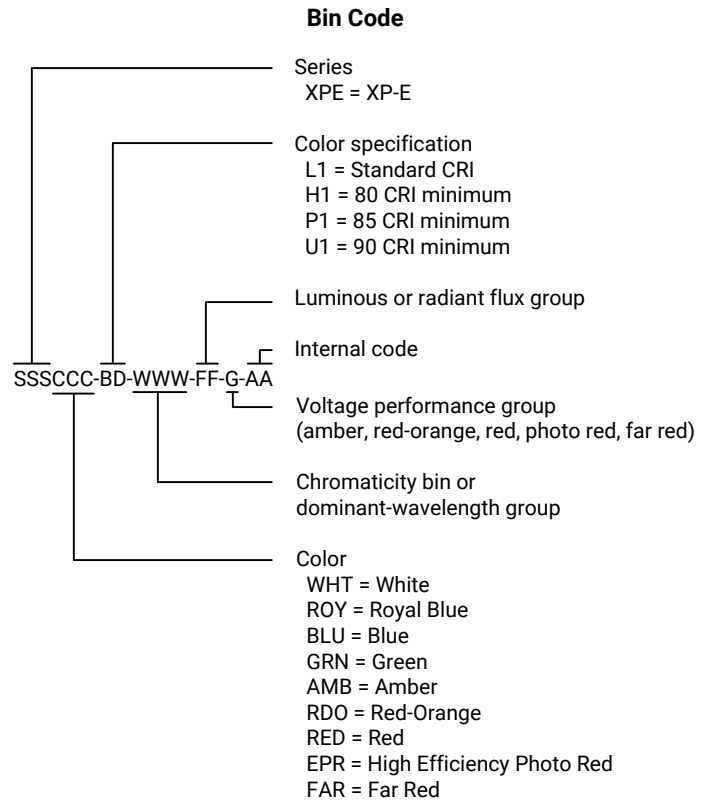 Bin Code
Series
XPE = XP-E
Color specification
L1 = Standard CRI
H1 = 80 CRI minimum
P1 = 85 CRI minimum
U1 = 90 CRI minimum
Luminous or radiant flux group
Internal code
SSSCCC-BD-WWW-FF-G-AA
Voltage performance group
(amber, red-orange, red, photo red, far red)
Chromaticity bin or
dominant-wavelength group
Color
WHT = White
ROY = Royal Blue
BLU = Blue
GRN = Green
AMB = Amber
RDO = Red-Orange
RED = Red
EPR = High Efficiency Photo Red
FAR = Far Red